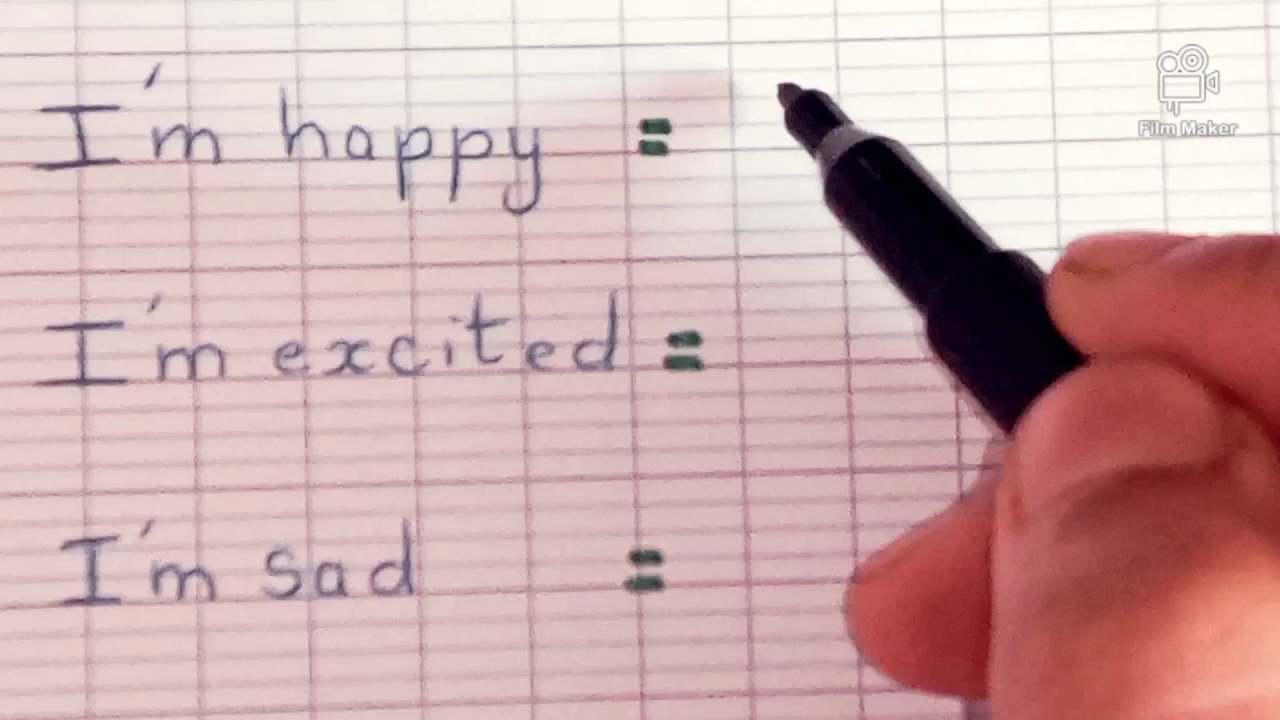 I'm happy =
Film Maker
I'm excited =
I'm sad =